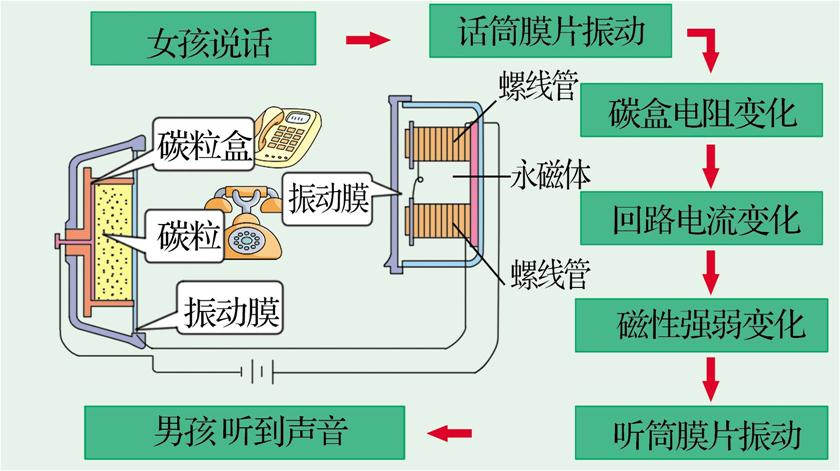 女孩说话
话筒膜片振动
碳盒电阻变化
回路电流变化
磁性强弱变化
听筒膜片振动
男孩听到声音
碳粒盒
碳粒
振动膜
振动膜
螺线管
永磁体
螺线管